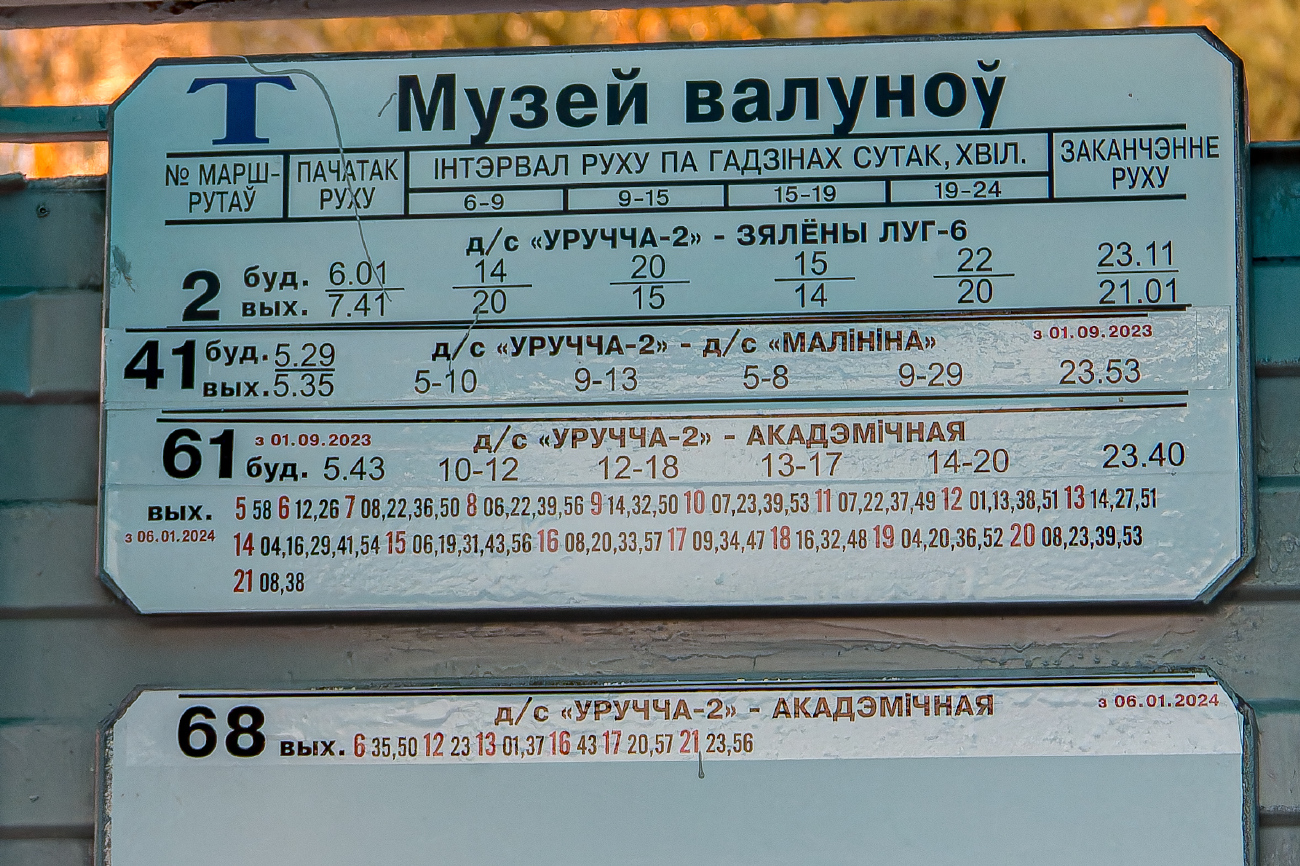 Т Музей валуноў
№ МАРШ-РУТАЎ ПАЧАТАК РУХУ ІНТЭРВАЛ РУХУ ПА ГАДЗІНАХ СУТАК, ХВІЛ. ЗАКАНЧЭННЕ РУХУ
6-9 9-15 15-19 19-24
д/с «УРУЧЧА-2» - ЗЯЛЁНЫ ЛУГ-6
2 буд. 6.01 14 20 15 22 23.11
вых. 7.41 20 15 14 20 21.01
д/с «УРУЧЧА-2» - д/с «МАЛІНІНА» з 01.09.2023
41 буд. 5.29
вых. 5.35 5-10 9-13 5-8 9-29 23.53
61 з 01.09.2023 д/с «УРУЧЧА-2» - АКАДЭМІЧНАЯ
буд. 5.43 10-12 12-18 13-17 14-20 23.40
вых. 5 58 6 12,26 7 08,22,36,50 8 06,22,39,56 9 14,32,50 10 07,23,39,53 11 07,22,37,49 12 01,13,38,51 13 14,27,51
з 06.01.2024 14 04,16,29,41,54 15 06,19,31,43,56 16 08,20,33,57 17 09,34,47 18 16,32,48 19 04,20,36,52 20 08,23,39,53
21 08,38
68 д/с «УРУЧЧА-2» - АКАДЭМІЧНАЯ з 06.01.2024
вых. 6 35,50 12 23 13 01,37 16 43 17 20,57 21 23,56